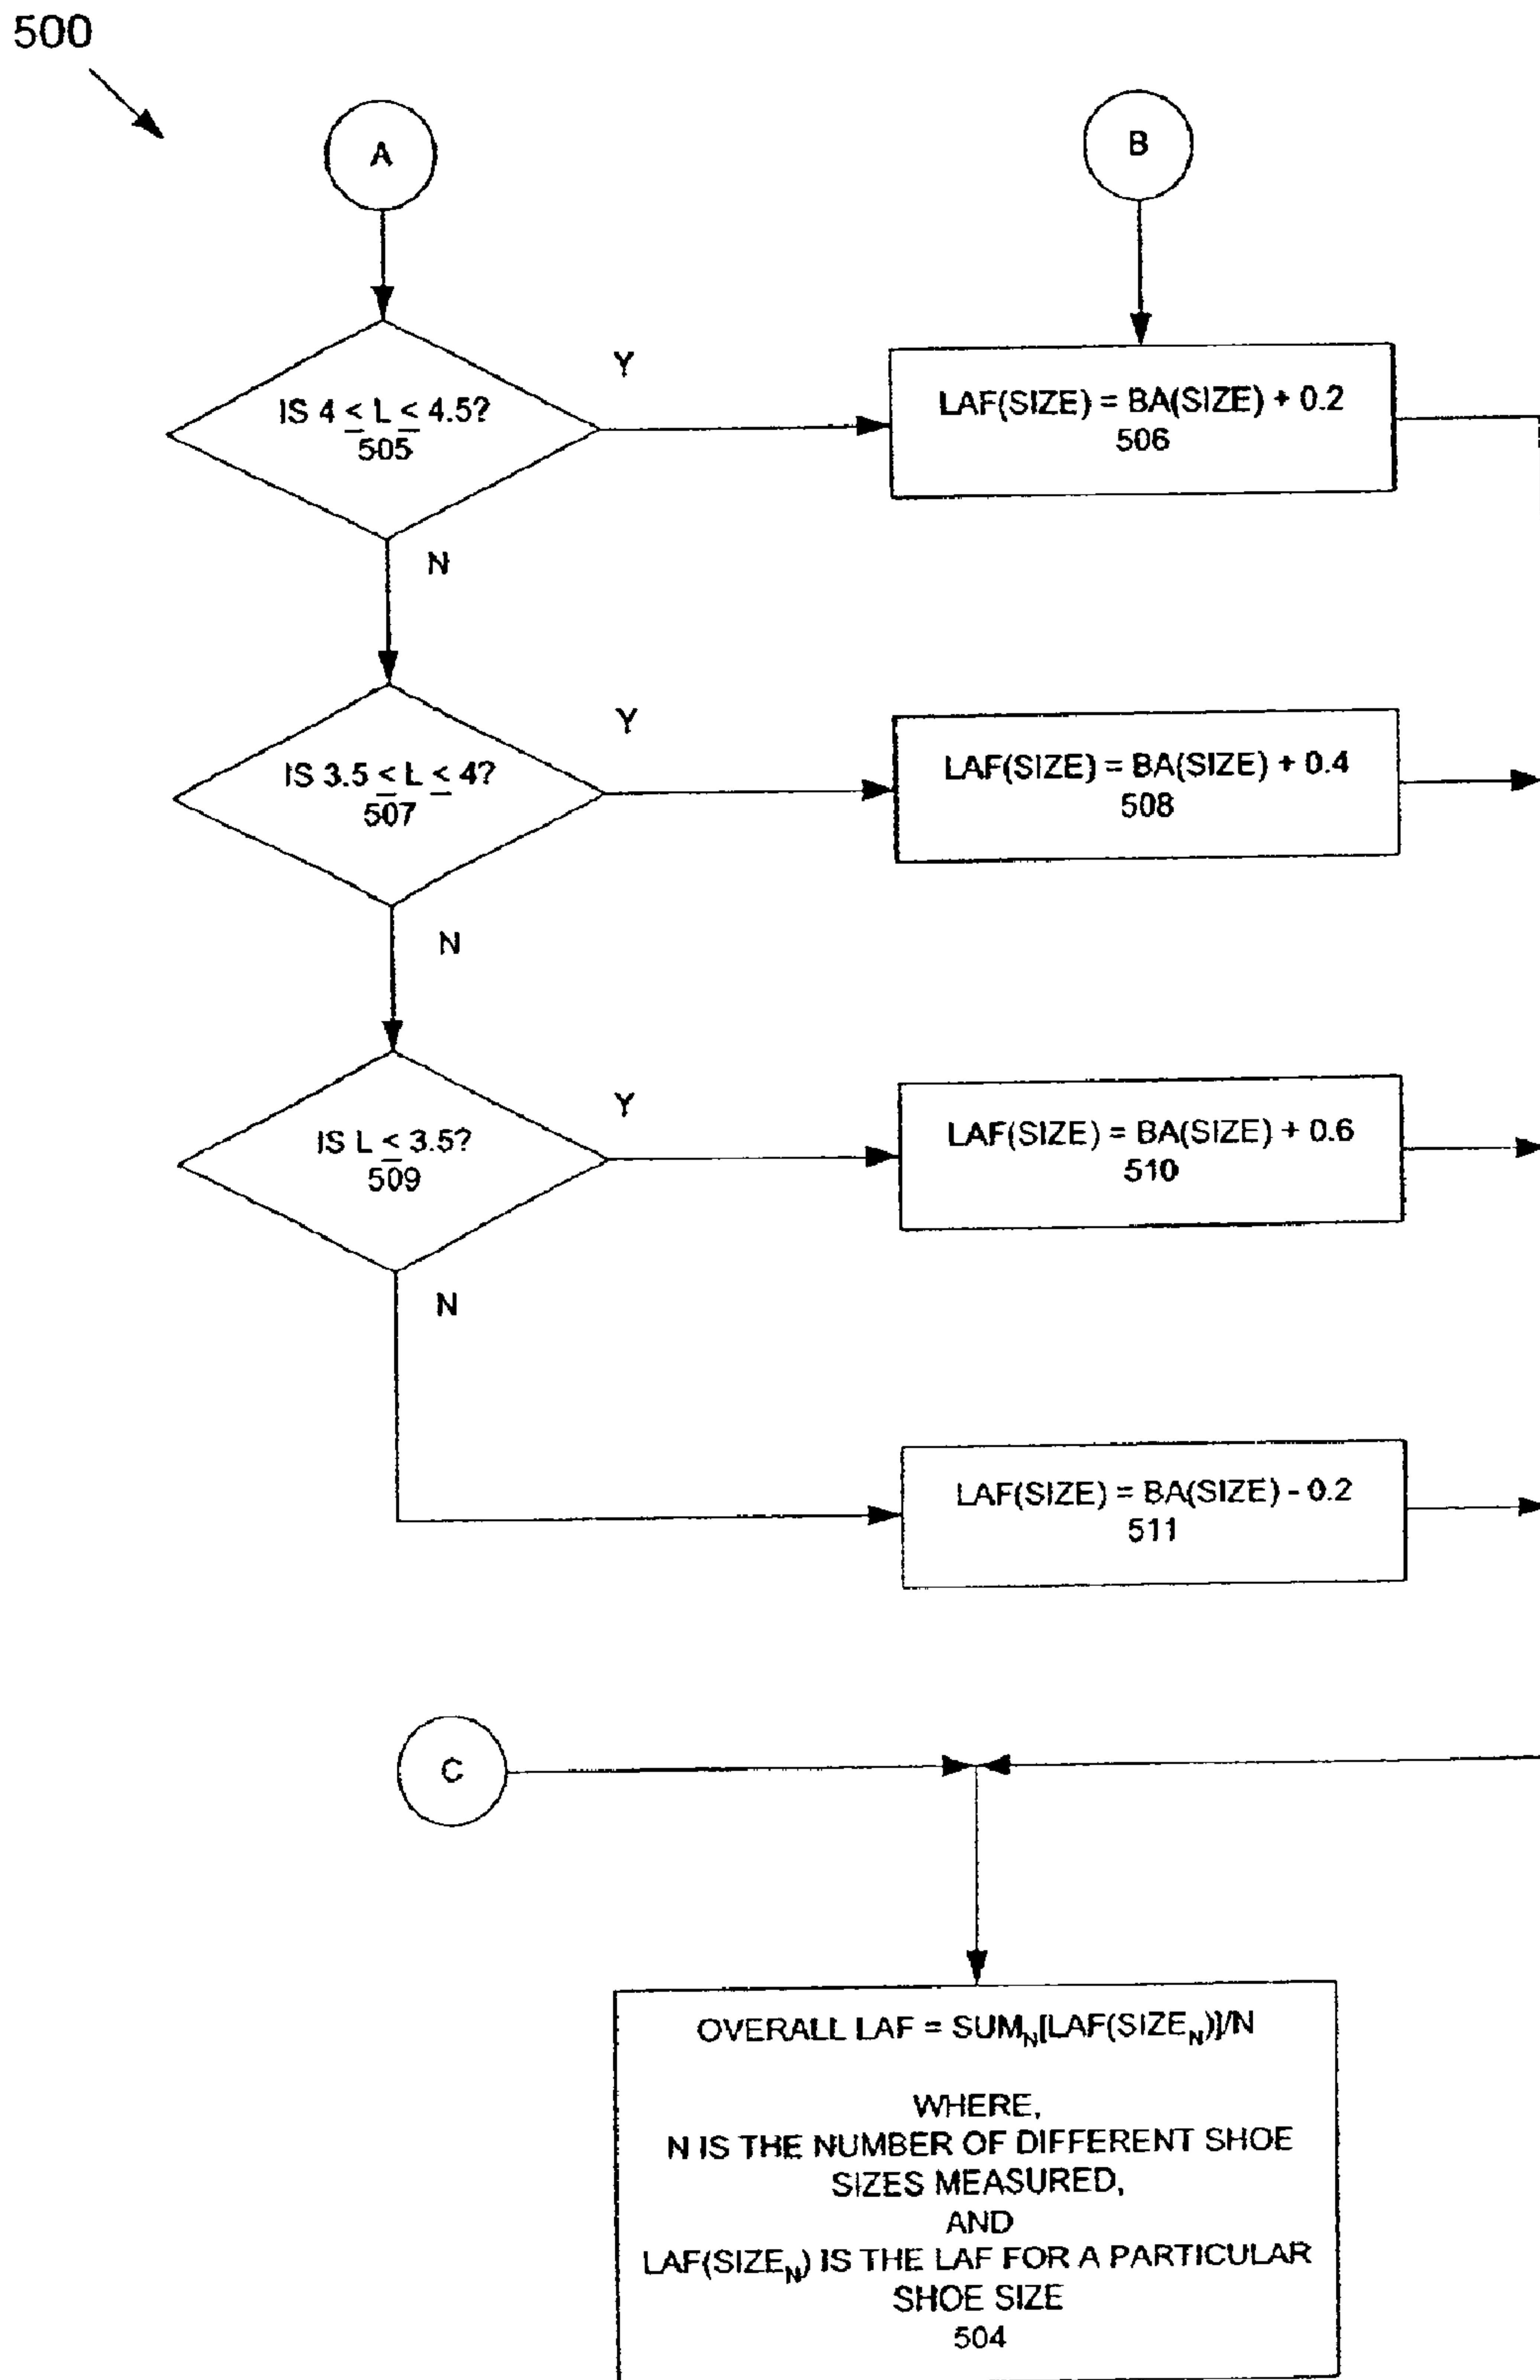 500
A
B
IS 4 ≤ L ≤ 4.5?
505
Y
LAF(SIZE) = BA(SIZE) + 0.2
506
N
IS 3.5 ≤ L ≤ 4?
507
Y
LAF(SIZE) = BA(SIZE) + 0.4
508
N
IS L ≤ 3.5?
509
Y
LAF(SIZE) = BA(SIZE) + 0.6
510
N
LAF(SIZE) = BA(SIZE) - 0.2
511
C
OVERALL LAF = SUM_N[LAF(SIZE_N)]/N
WHERE,
N IS THE NUMBER OF DIFFERENT SHOE
SIZES MEASURED,
AND
LAF(SIZE_N) IS THE LAF FOR A PARTICULAR
SHOE SIZE
504